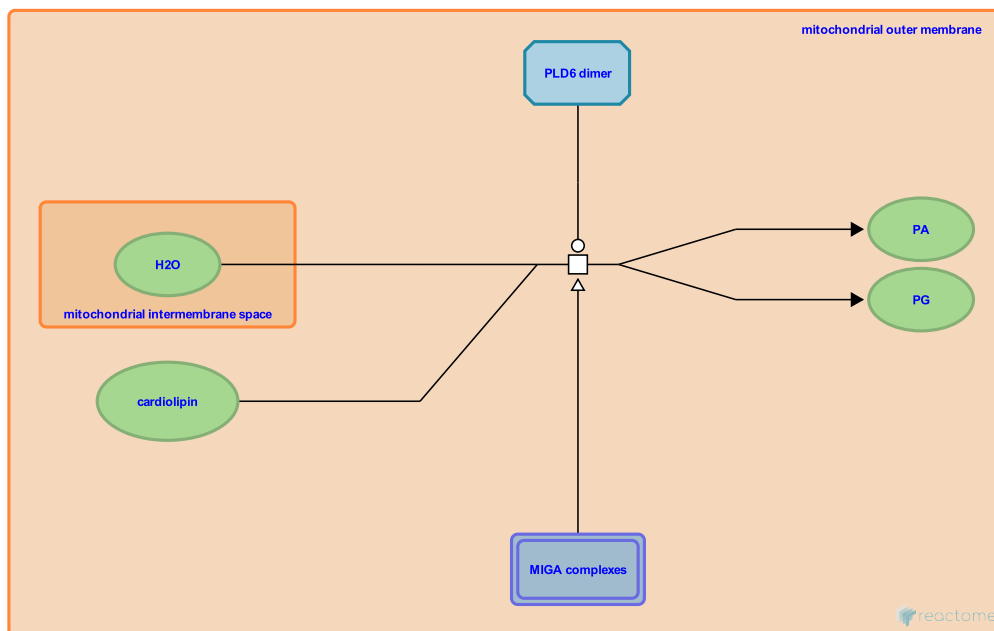 mitochondrial outer membrane
PLD6 dimer
PA
H2O
PG
mitochondrial intermembrane space
cardiolipin
MIGA complexes
reactome